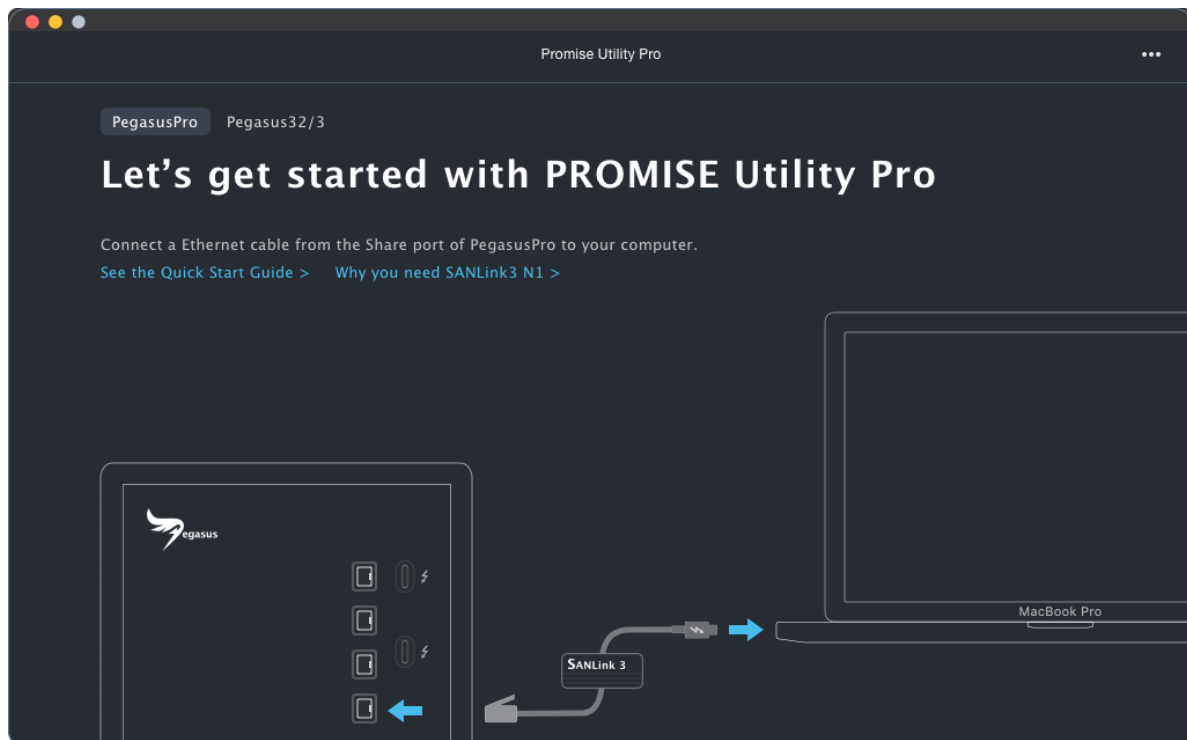 Promise Utility Pro
PegasusPro Pegasus32/3
Let's get started with PROMISE Utility Pro
Connect a Ethernet cable from the Share port of PegasusPro to your computer.
See the Quick Start Guide > Why you need SANLink3 N1 >
Pegasus
MacBook Pro
SANLink 3